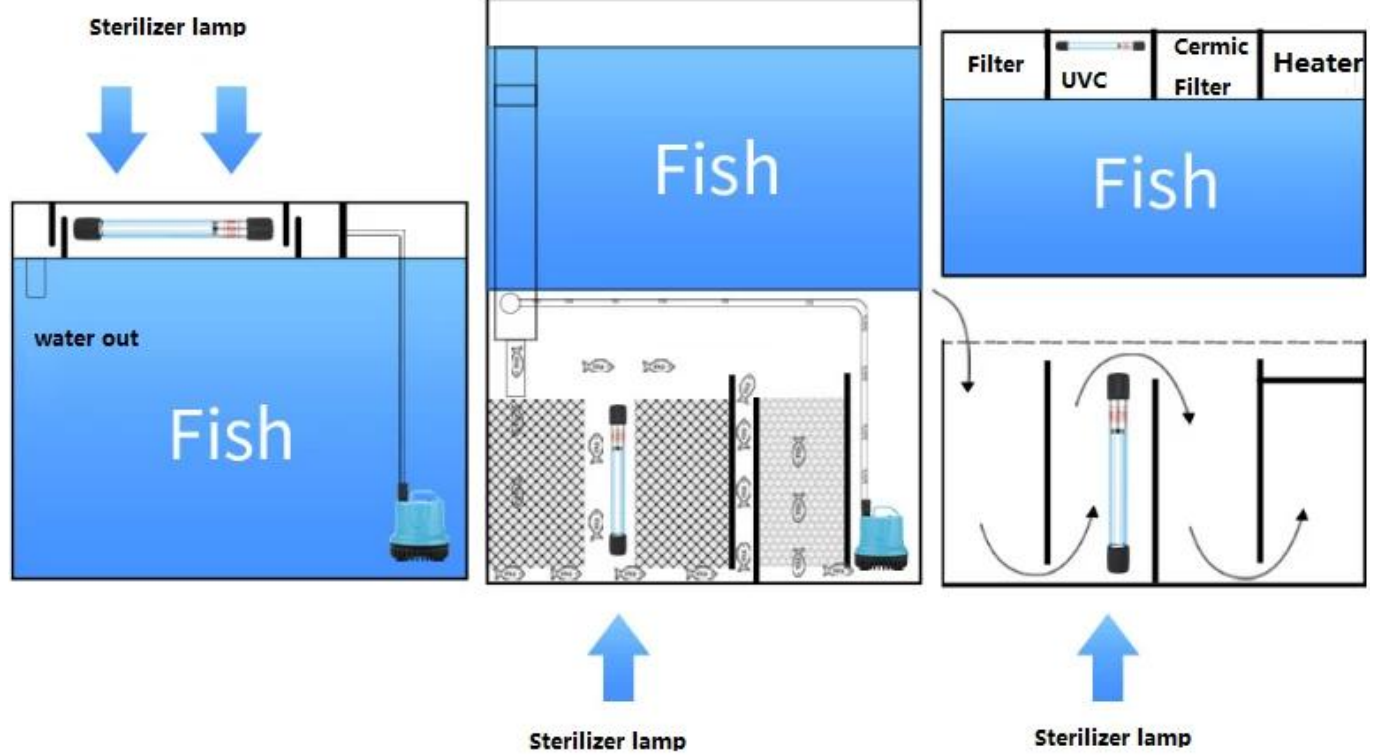 Sterilizer lamp
water out
Fish
Fish
Sterilizer lamp
Filter
UVC
Cermic
Filter
Heater
Fish
Sterilizer lamp